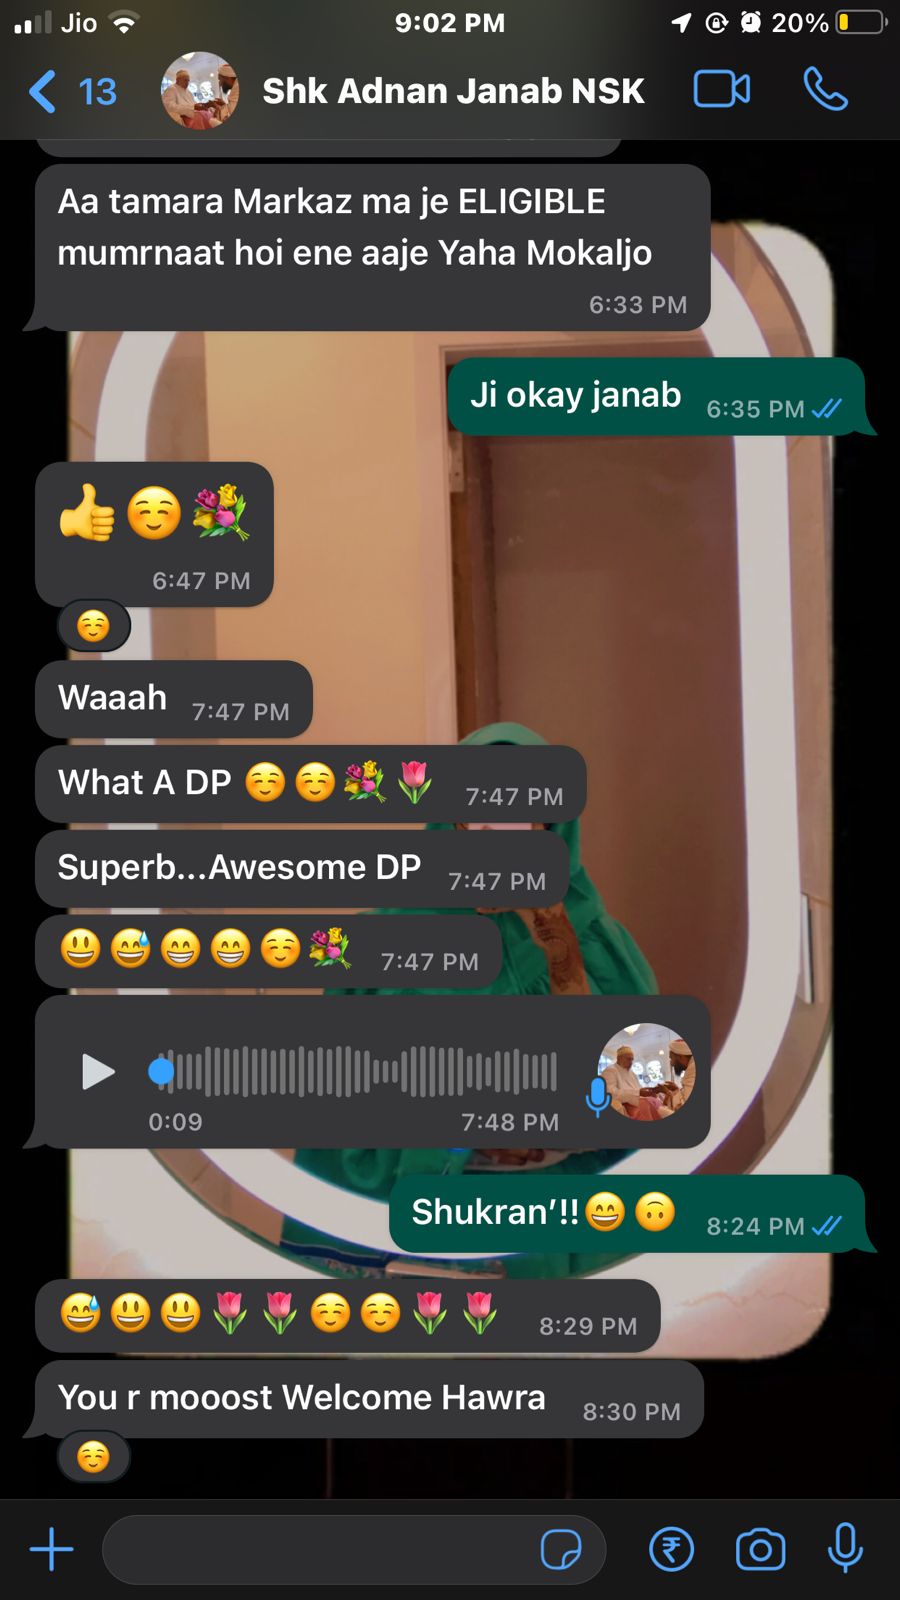 Jio 9:02 PM 20%
13 Shk Adnan Janab NSK
Aa tamara Markaz ma je ELIGIBLE
mumrnaat hoi ene aaje Yaha Mokaljo
6:33 PM
Ji okay janab 6:35 PM
👍☺️💐
6:47 PM
☺️
Waaah 7:47 PM
What A DP ☺️☺️💐🌷 7:47 PM
Superb...Awesome DP 7:47 PM
😃😅😁😁☺️💐 7:47 PM
0:09 7:48 PM
Shukran’!!😄🙃 8:24 PM
😅😃😃🌷🌷☺️☺️🌷🌷 8:29 PM
You r mooost Welcome Hawra 8:30 PM
☺️